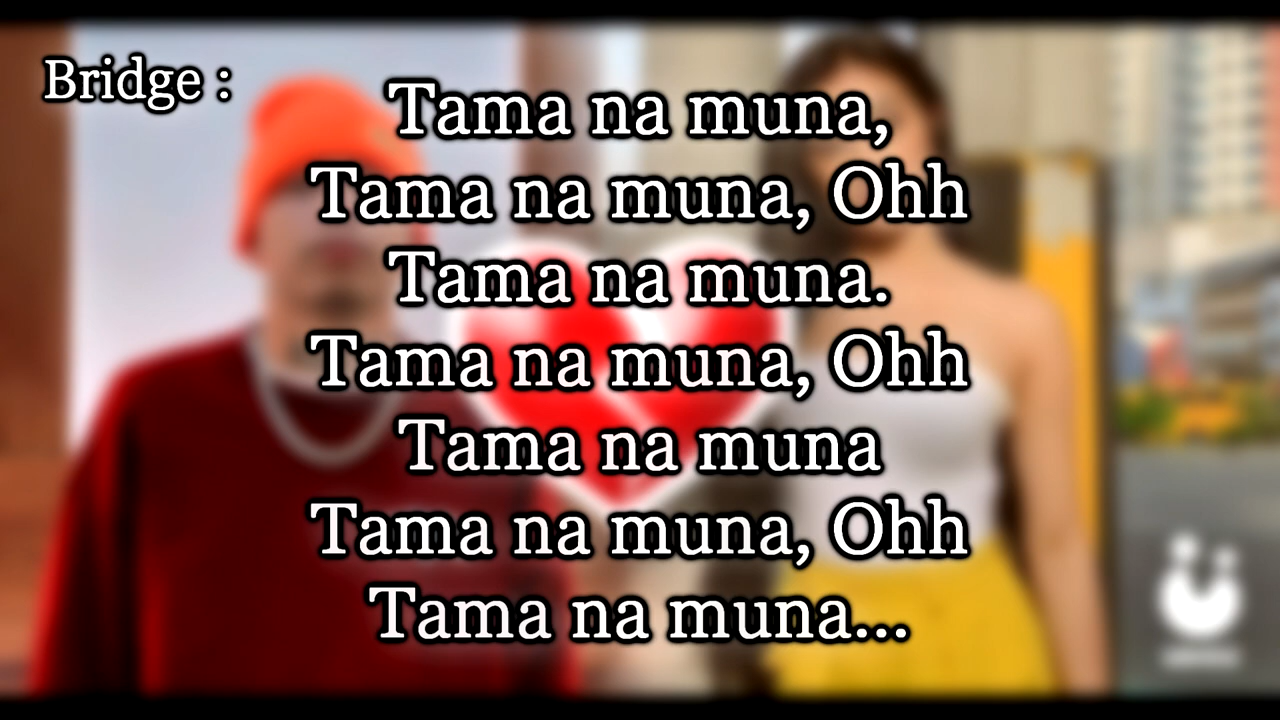 Bridge :
Tama na muna,
Tama na muna, Ohh
Tama na muna.
Tama na muna, Ohh
Tama na muna
Tama na muna, Ohh
Tama na muna...